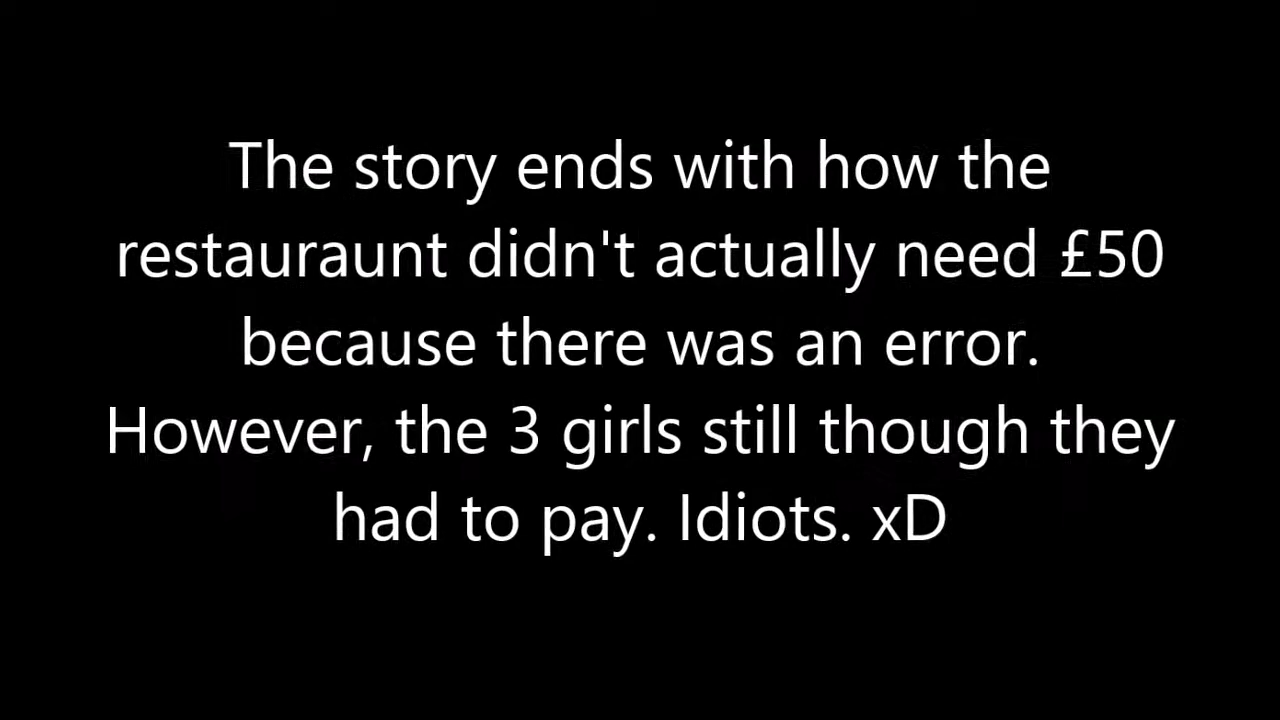 The story ends with how the
restauraunt didn't actually need £50
because there was an error.
However, the 3 girls still though they
had to pay. Idiots. xD